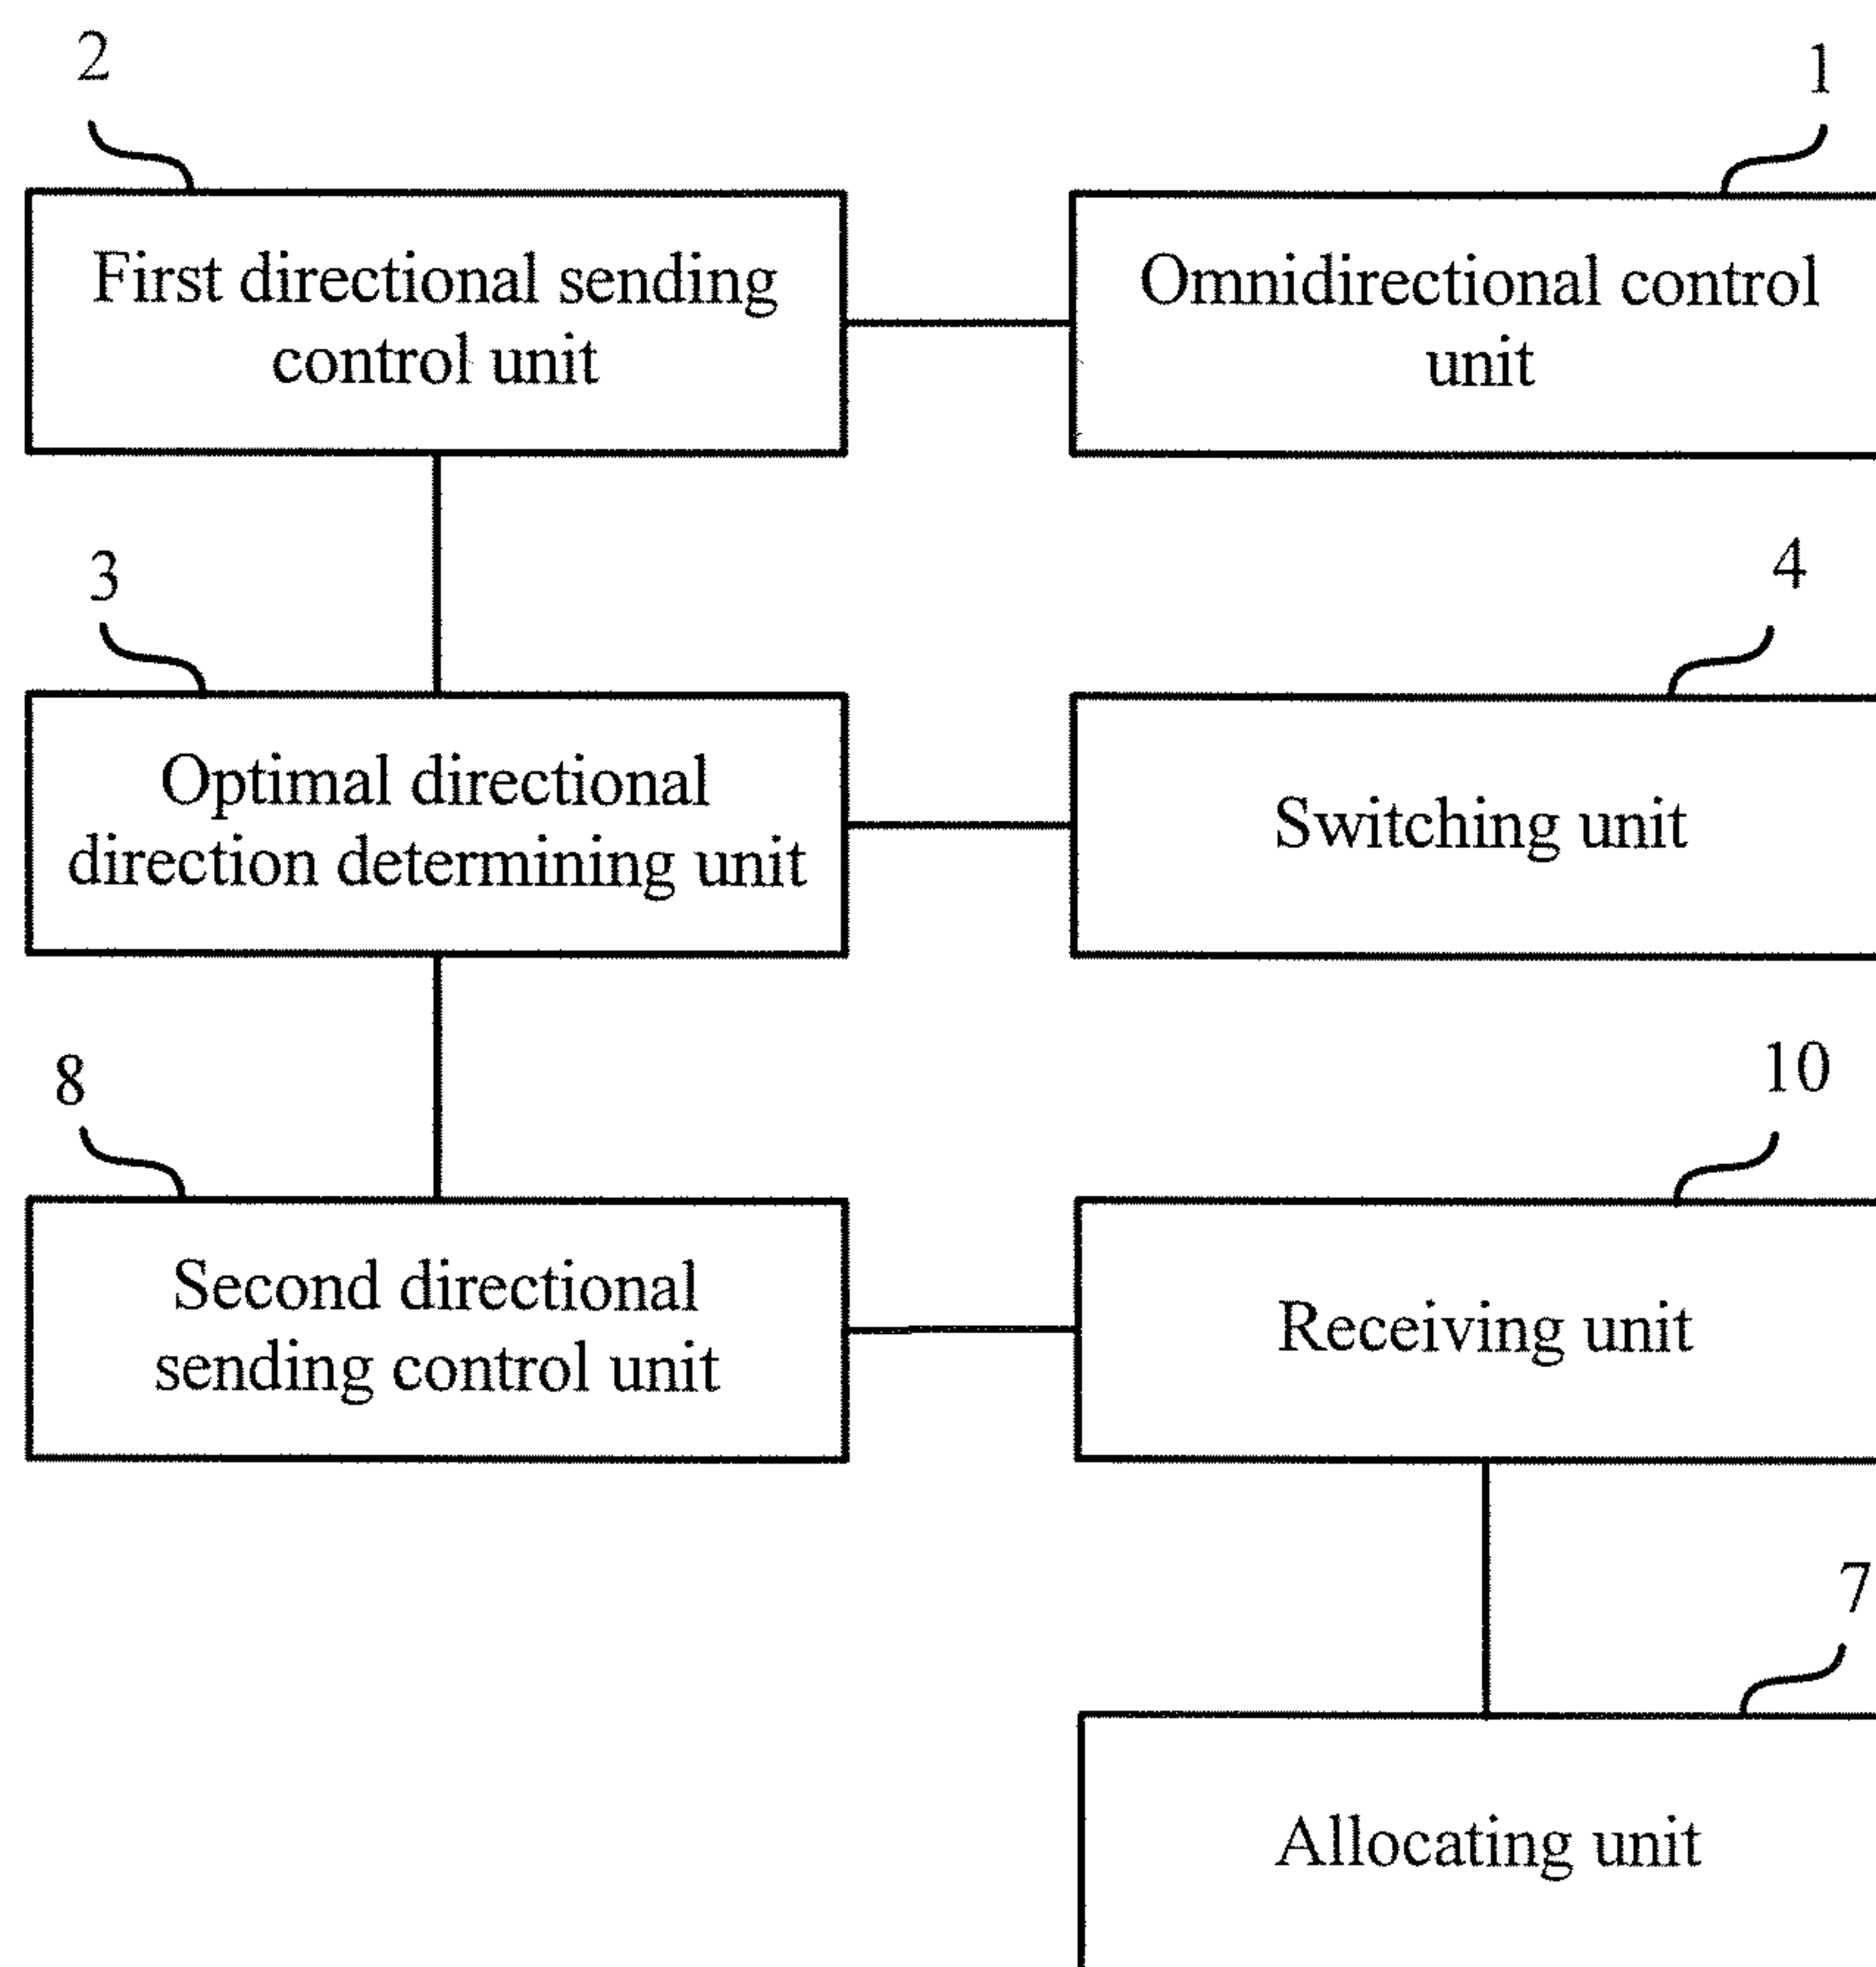 2
1
First directional sending
control unit
Omnidirectional control
unit
3
4
Optimal directional
direction determining unit
Switching unit
8
10
Second directional
sending control unit
Receiving unit
7
Allocating unit